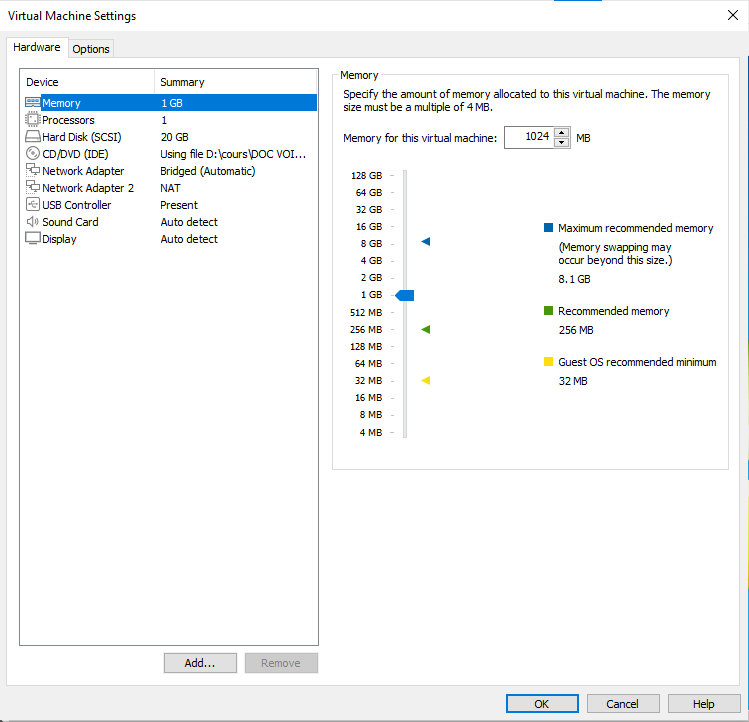 Virtual Machine Settings
Hardware
Options
Device Summary
Memory 1 GB
Processors 1
Hard Disk (SCSI) 20 GB
CD/DVD (IDE) Using file D:\cours\DOC VOI...
Network Adapter Bridged (Automatic)
Network Adapter 2 NAT
USB Controller Present
Sound Card Auto detect
Display Auto detect
Add...
Remove
Memory
Specify the amount of memory allocated to this virtual machine. The memory
size must be a multiple of 4 MB.
Memory for this virtual machine: 1024 MB
128 GB
64 GB
32 GB
16 GB
8 GB
4 GB
2 GB
1 GB
512 MB
256 MB
128 MB
64 MB
32 MB
16 MB
8 MB
4 MB
Maximum recommended memory
(Memory swapping may
occur beyond this size.)
8.1 GB
Recommended memory
256 MB
Guest OS recommended minimum
32 MB
OK
Cancel
Help